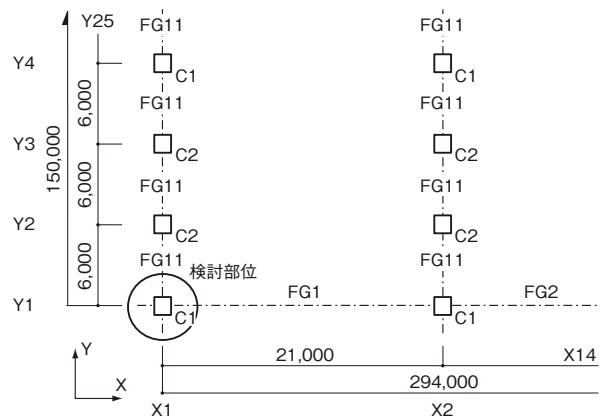 Y25
FG11
FG11
Y4
C1
C1
6,000
FG11
FG11
Y3
C2
C2
150,000
6,000
FG11
FG11
Y2
C2
C2
6,000
FG11
検討部位
FG11
Y1
C1
FG1
C1
FG2
Y
X
21,000
X14
294,000
X1
X2